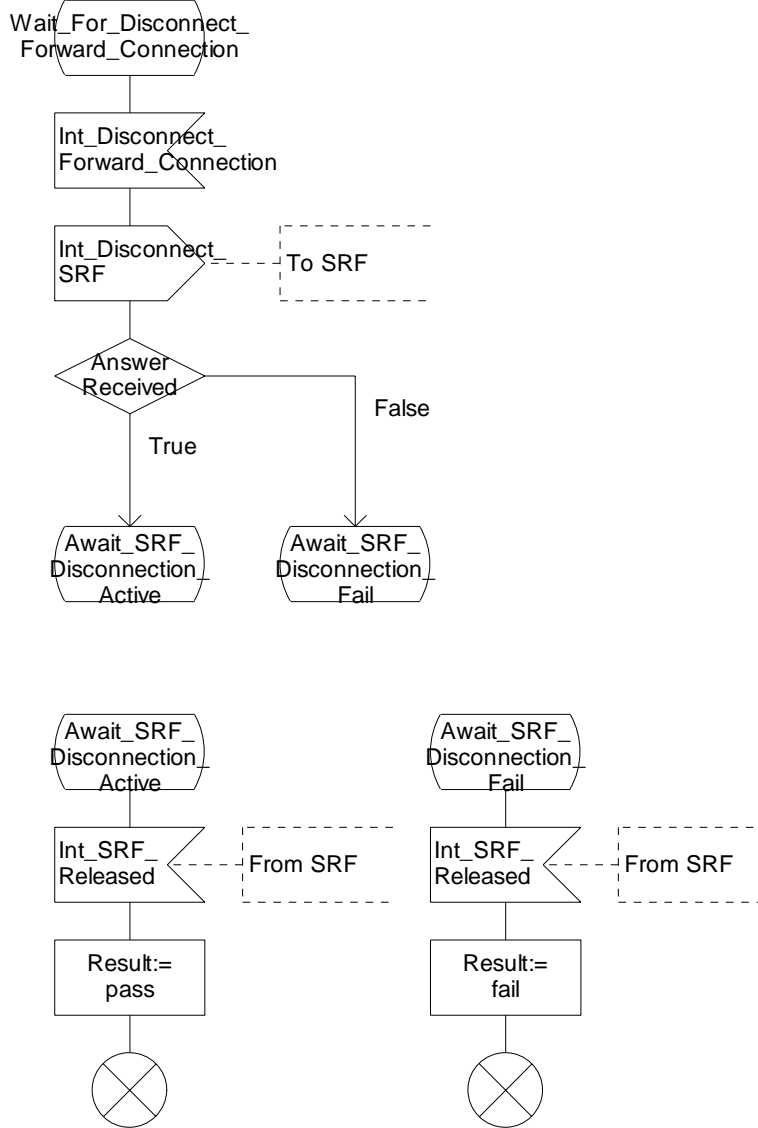 Wait_For_Disconnect_
Forward_Connection
Int_Disconnect_
Forward_Connection
Int_Disconnect_
SRF
To SRF
Answer
Received
False
True
Await_SRF_
Disconnection_
Active
Await_SRF_
Disconnection_
Fail
Await_SRF_
Disconnection_
Active
Await_SRF_
Disconnection_
Fail
Int_SRF_
Released
From SRF
Int_SRF_
Released
From SRF
Result:=
pass
Result:=
fail